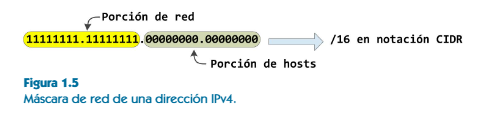 Porción de red
11111111.11111111.00000000.00000000 /16 en notación CIDR
Porción de hosts
Figura 1.5
Máscara de red de una dirección IPv4.